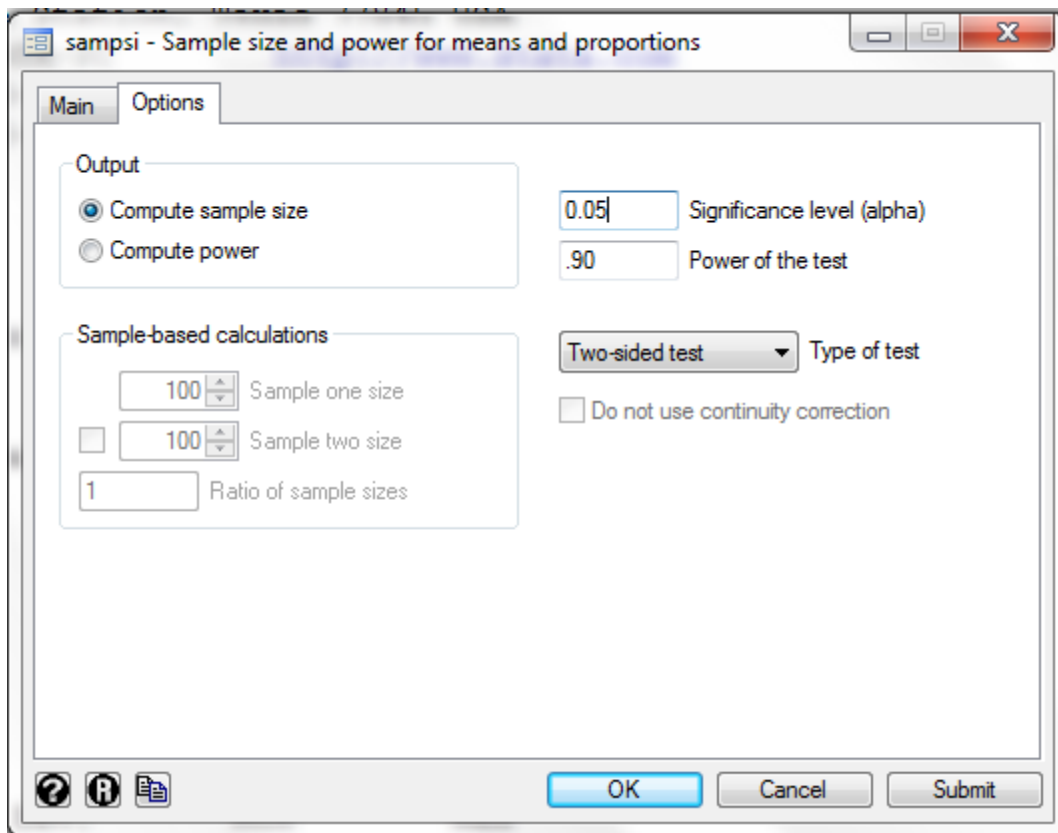 sampsi - Sample size and power for means and proportions
Main Options
Output
Compute sample size
Compute power
0.05 Significance level (alpha)
.90 Power of the test
Sample-based calculations
100 Sample one size
100 Sample two size
1 Ratio of sample sizes
Two-sided test Type of test
Do not use continuity correction
OK Cancel Submit